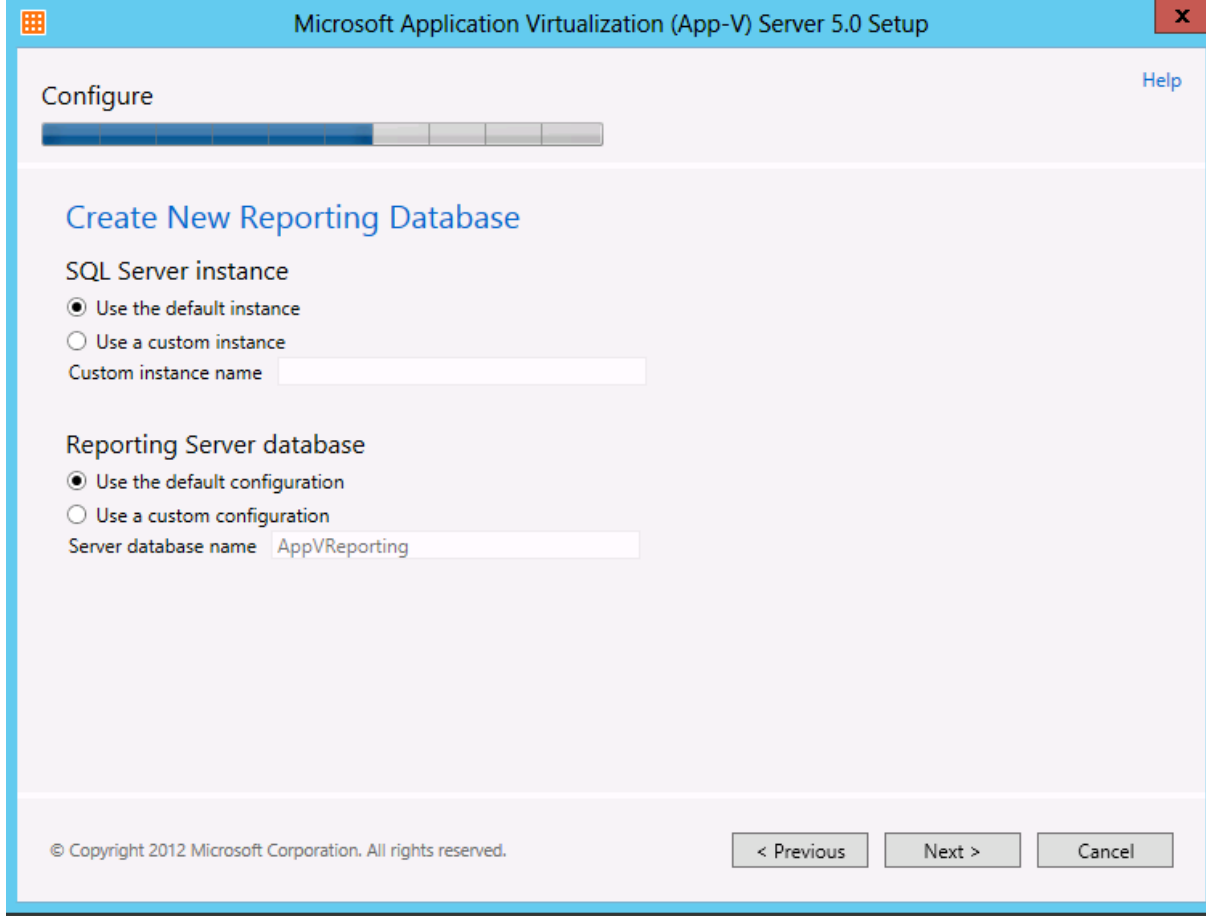 Microsoft Application Virtualization (App-V) Server 5.0 Setup
x
Help
Configure
Create New Reporting Database
SQL Server instance
Use the default instance
Use a custom instance
Custom instance name
Reporting Server database
Use the default configuration
Use a custom configuration
Server database name AppVReporting
© Copyright 2012 Microsoft Corporation. All rights reserved.
< Previous Next > Cancel